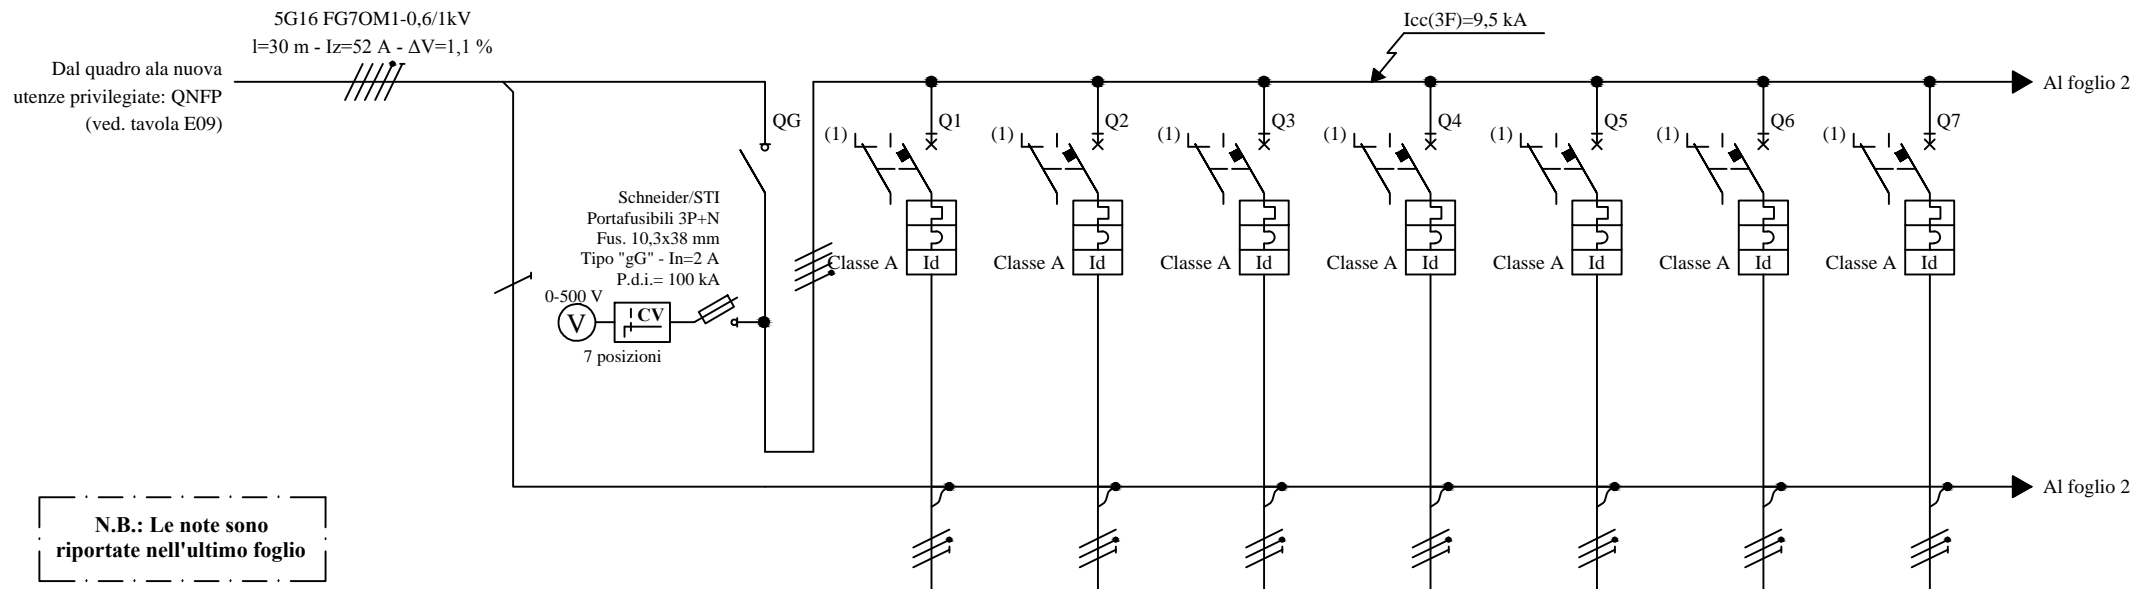 5G16 FG7OM1-0,6/1kV
l=30 m - Iz=52 A - ΔV=1,1 %
Dal quadro ala nuova
utenze privilegiate: QNFP
(ved. tavola E09)
Icc(3F)=9,5 kA
Al foglio 2
QG
(1) Q1
(1) Q2
(1) Q3
(1) Q4
(1) Q5
(1) Q6
(1) Q7
Schneider/STI
Portafusibili 3P+N
Fus. 10,3x38 mm
Tipo "gG" - In=2 A
P.d.i.= 100 kA
0-500 V
V
CV
7 posizioni
Classe A Id
Classe A Id
Classe A Id
Classe A Id
Classe A Id
Classe A Id
Classe A Id
Al foglio 2
N.B.: Le note sono
riportate nell'ultimo foglio